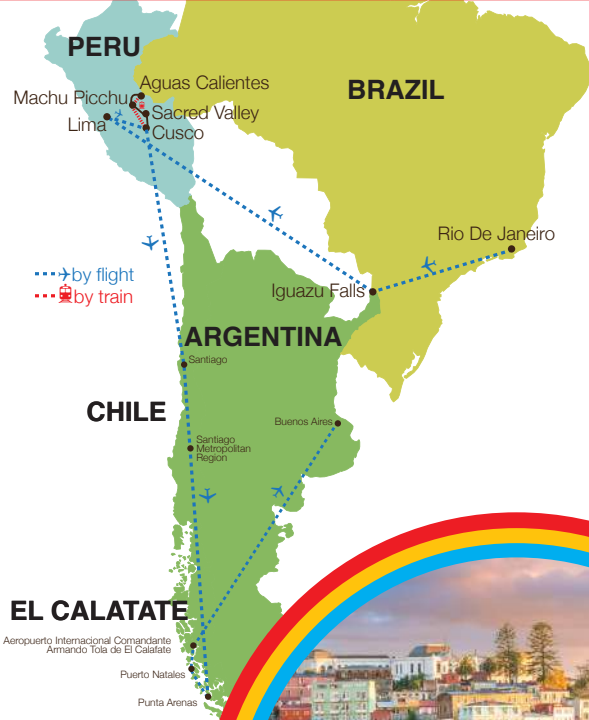 PERU
BRAZIL
Aguas Calientes
Machu Picchu
Sacred Valley
Lima
Cusco
Rio De Janeiro
by flight
Iguazu Falls
by train
ARGENTINA
Santiago
CHILE
Buenos Aires
Santiago
Metropolitan
Region
EL CALATATE
Aeropuerto Internacional Comandante
Armando Tola de El Calafate
Puerto Natales
Punta Arenas